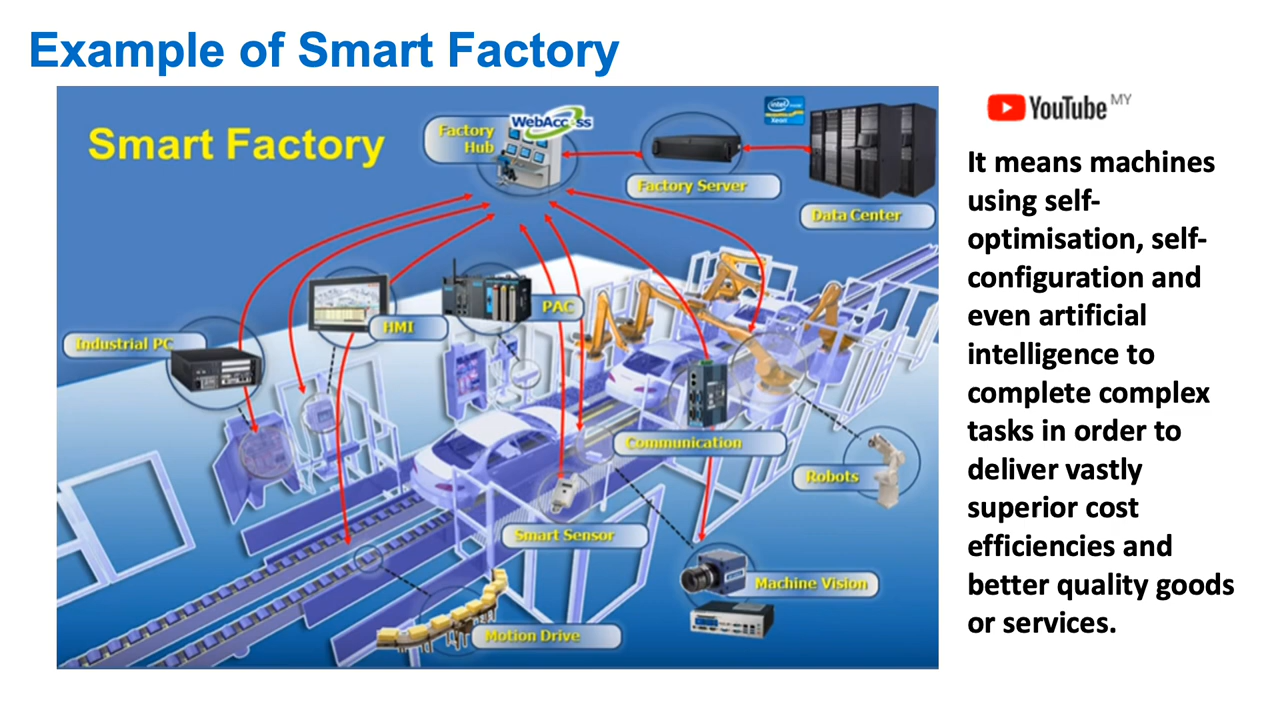 Example of Smart Factory
Smart Factory
Factory
Hub
WebAccess
Factory Server
intel
inside
Xeon
Data Center
Industrial PC
HMI
PAC
Communication
Robots
Smart Sensor
Machine Vision
Motion Drive
YouTube MY
It means machines
using self-
optimisation, self-
configuration and
even artificial
intelligence to
complete complex
tasks in order to
deliver vastly
superior cost
efficiencies and
better quality goods
or services.